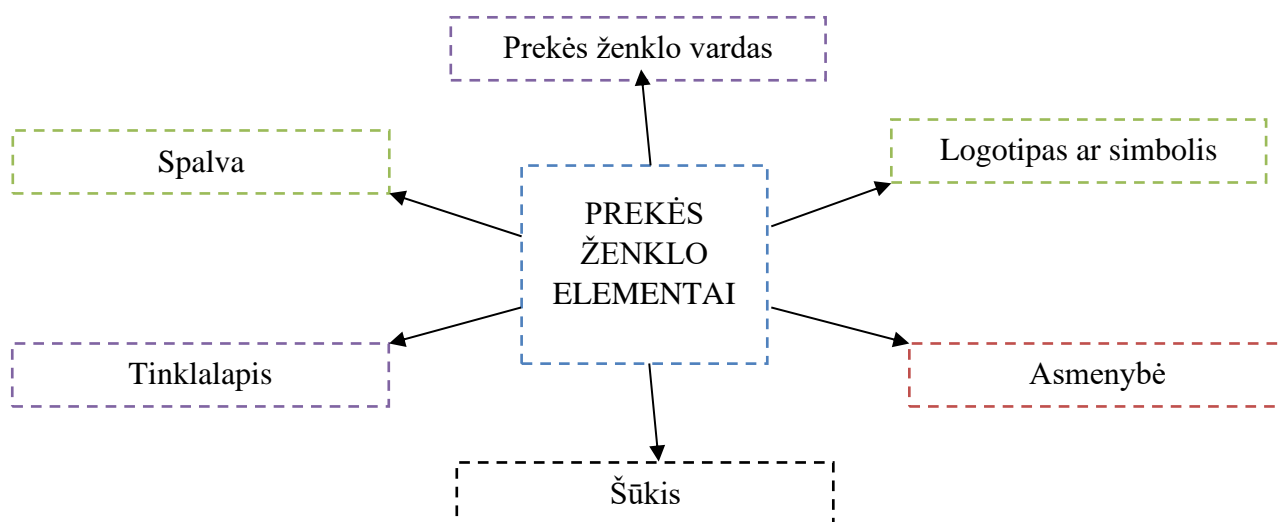 Prekės ženklo vardas
Spalva
Logotipas ar simbolis
PREKĖS
ŽENKLO
ELEMENTAI
Tinklalapis
Asmenybė
Šūkis